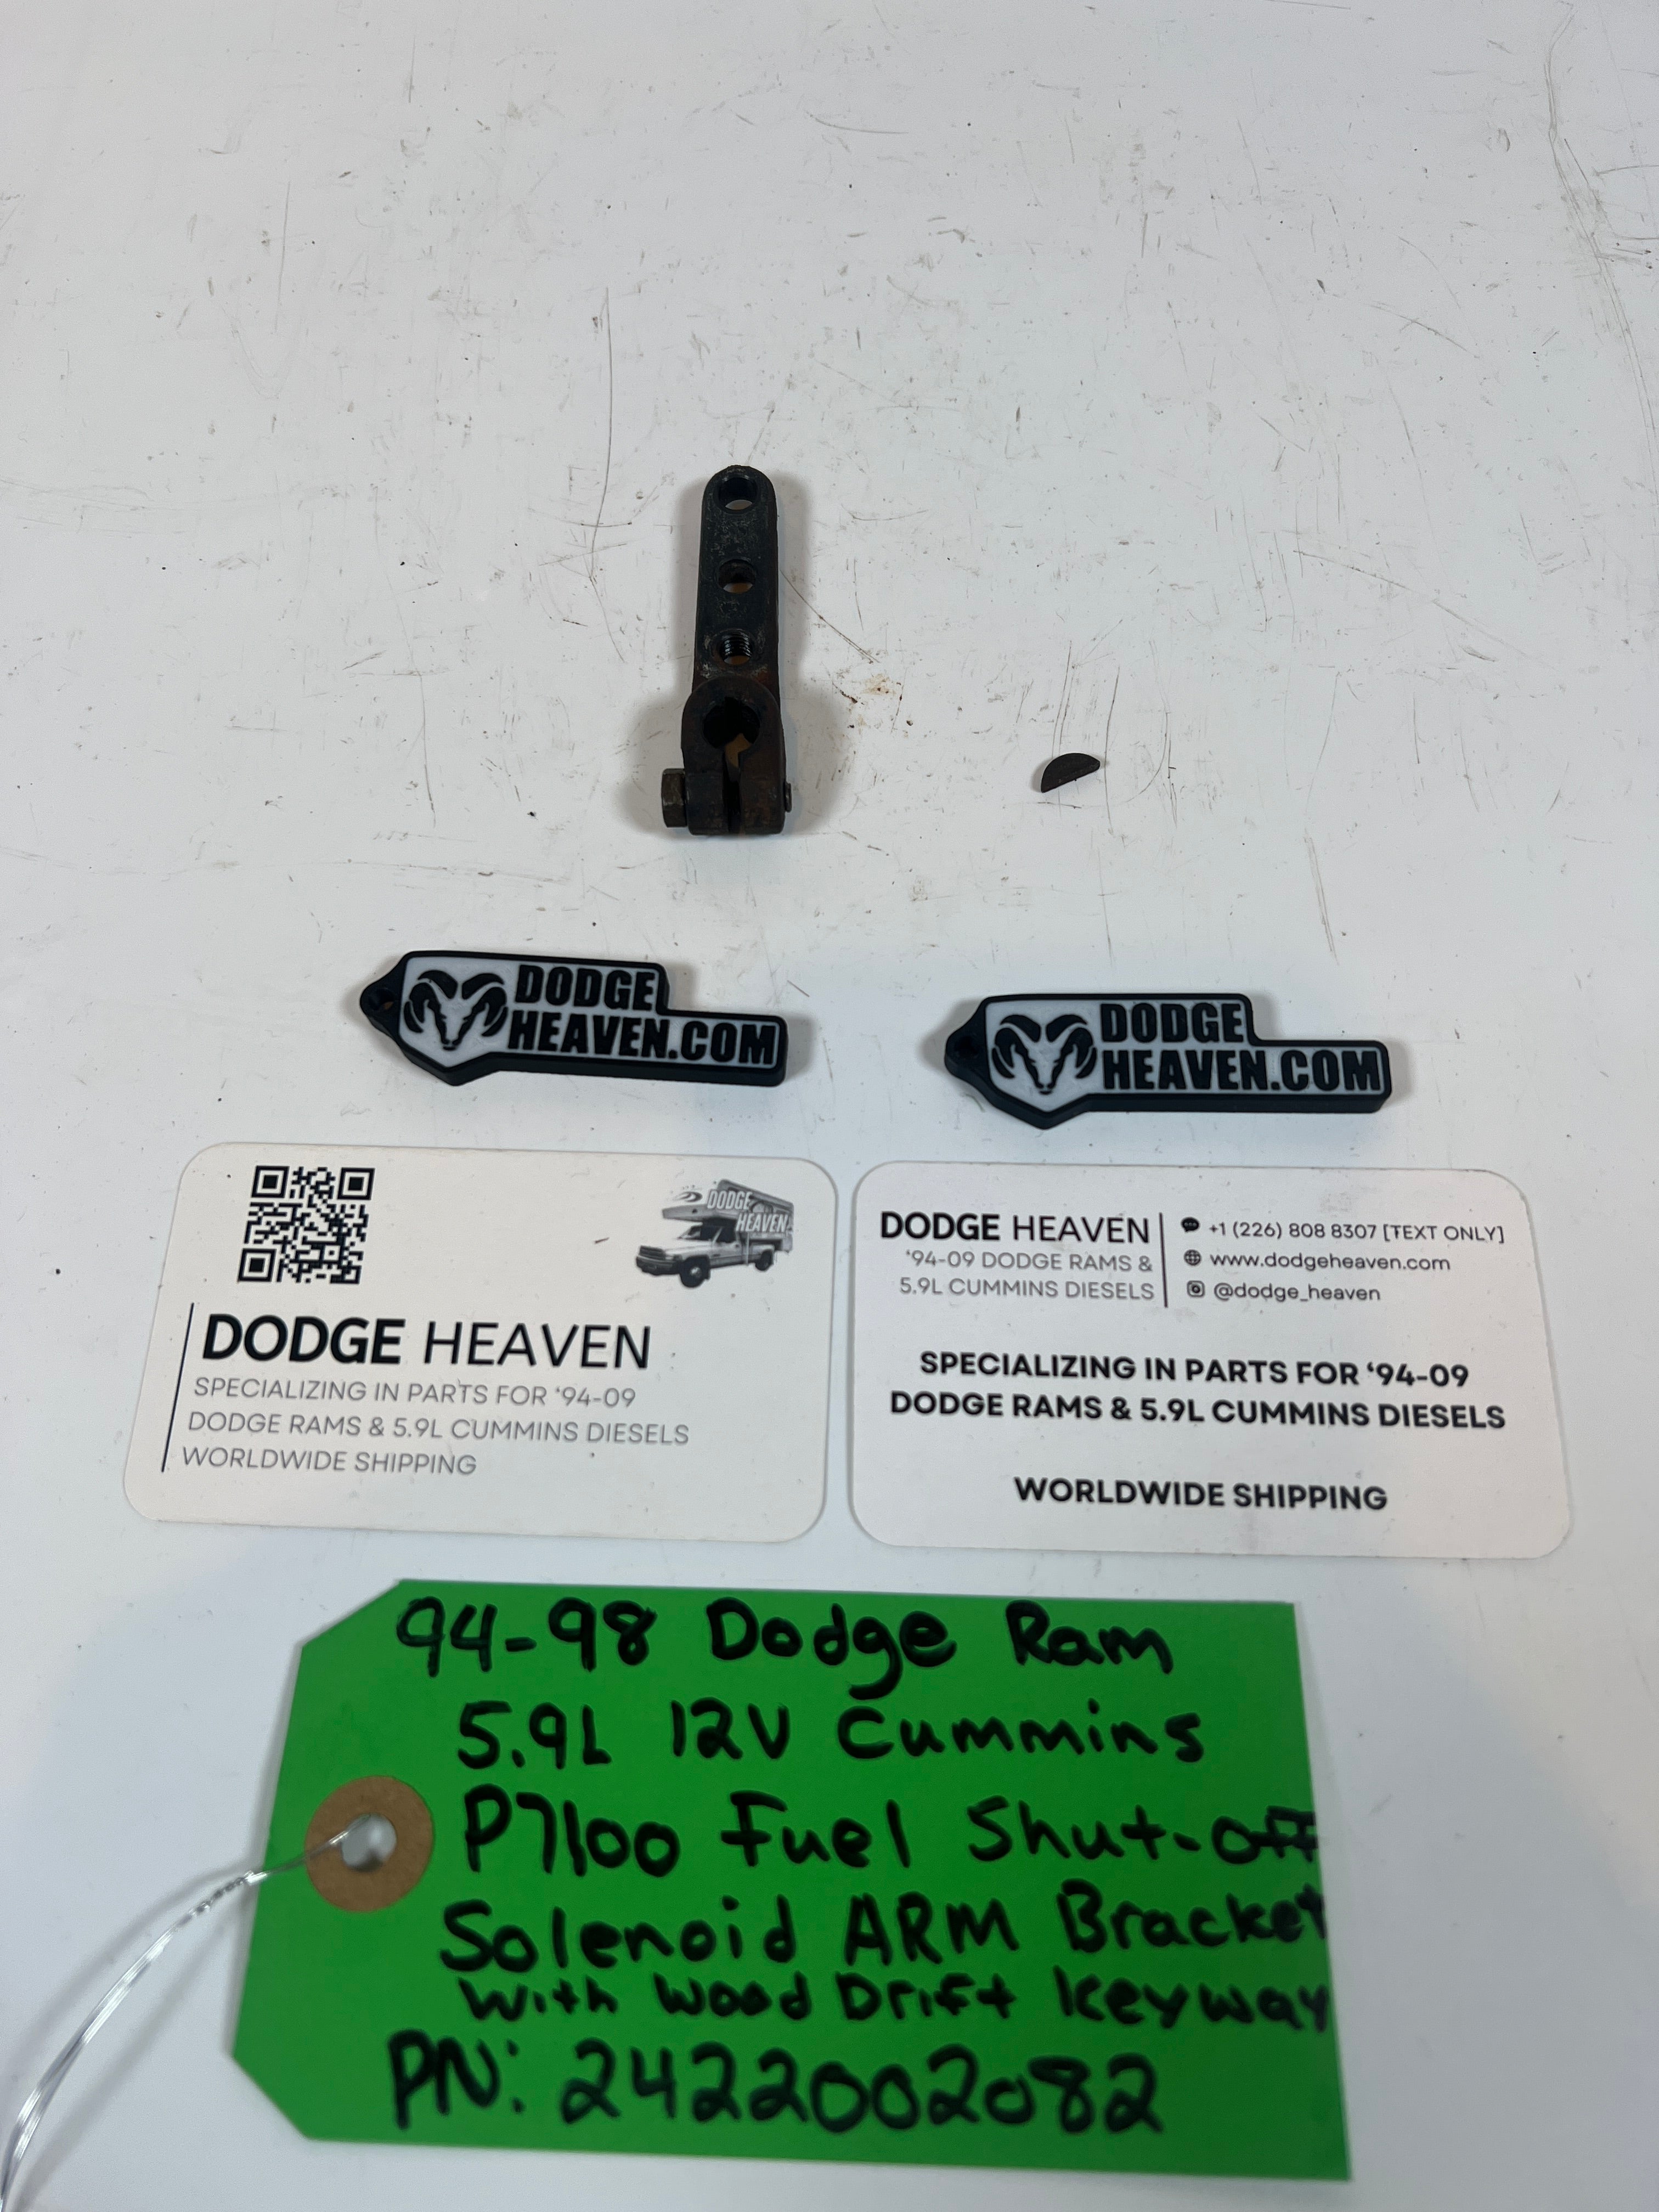 DODGE
HEAVEN.COM
DODGE
HEAVEN.COM
DODGE
HEAVEN
DODGE HEAVEN
SPECIALIZING IN PARTS FOR ‘94-09
DODGE RAMS & 5.9L CUMMINS DIESELS
WORLDWIDE SHIPPING
DODGE HEAVEN
‘94-09 DODGE RAMS &
5.9L CUMMINS DIESELS
+1 (226) 808 8307 [TEXT ONLY]
www.dodgeheaven.com
@dodge_heaven
SPECIALIZING IN PARTS FOR ‘94-09
DODGE RAMS & 5.9L CUMMINS DIESELS
WORLDWIDE SHIPPING
94-98 Dodge Ram
5.9L 12V Cummins
P7100 Fuel Shut-off
Solenoid ARM Bracket
With Wood Drift Keyway
PN: 2422002082